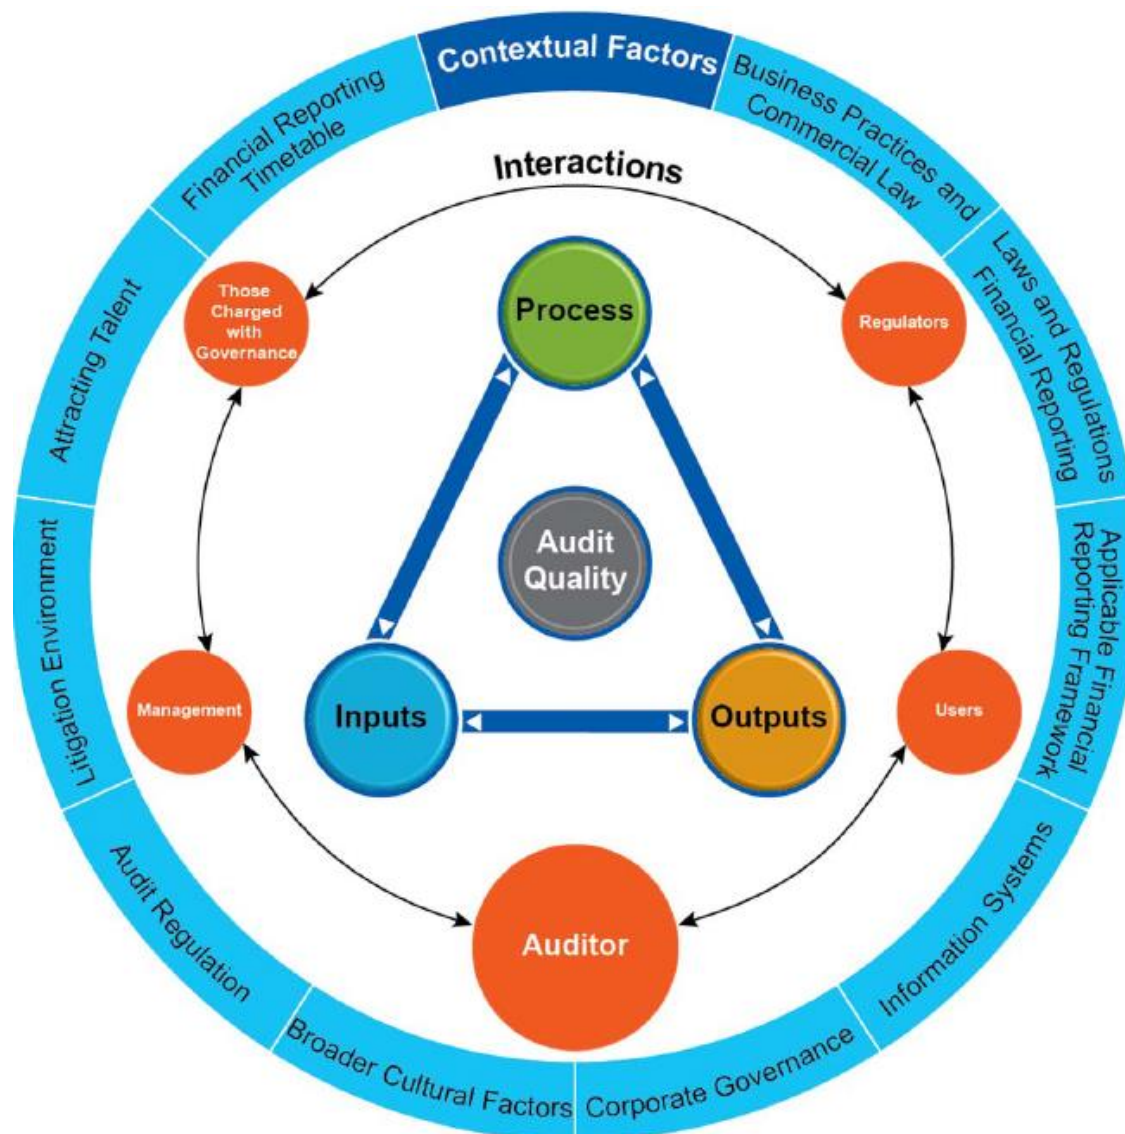 Contextual Factors
Business Practices and
Commercial Law
Laws and Regulations
Financial Reporting
Applicable Financial
Reporting Framework
Information Systems
Corporate Governance
Broader Cultural Factors
Audit Regulation
Litigation Environment
Attracting Talent
Financial Reporting
Timetable
Interactions
Those
Charged
with
Governance
Regulators
Management
Users
Auditor
Process
Audit
Quality
Inputs
Outputs